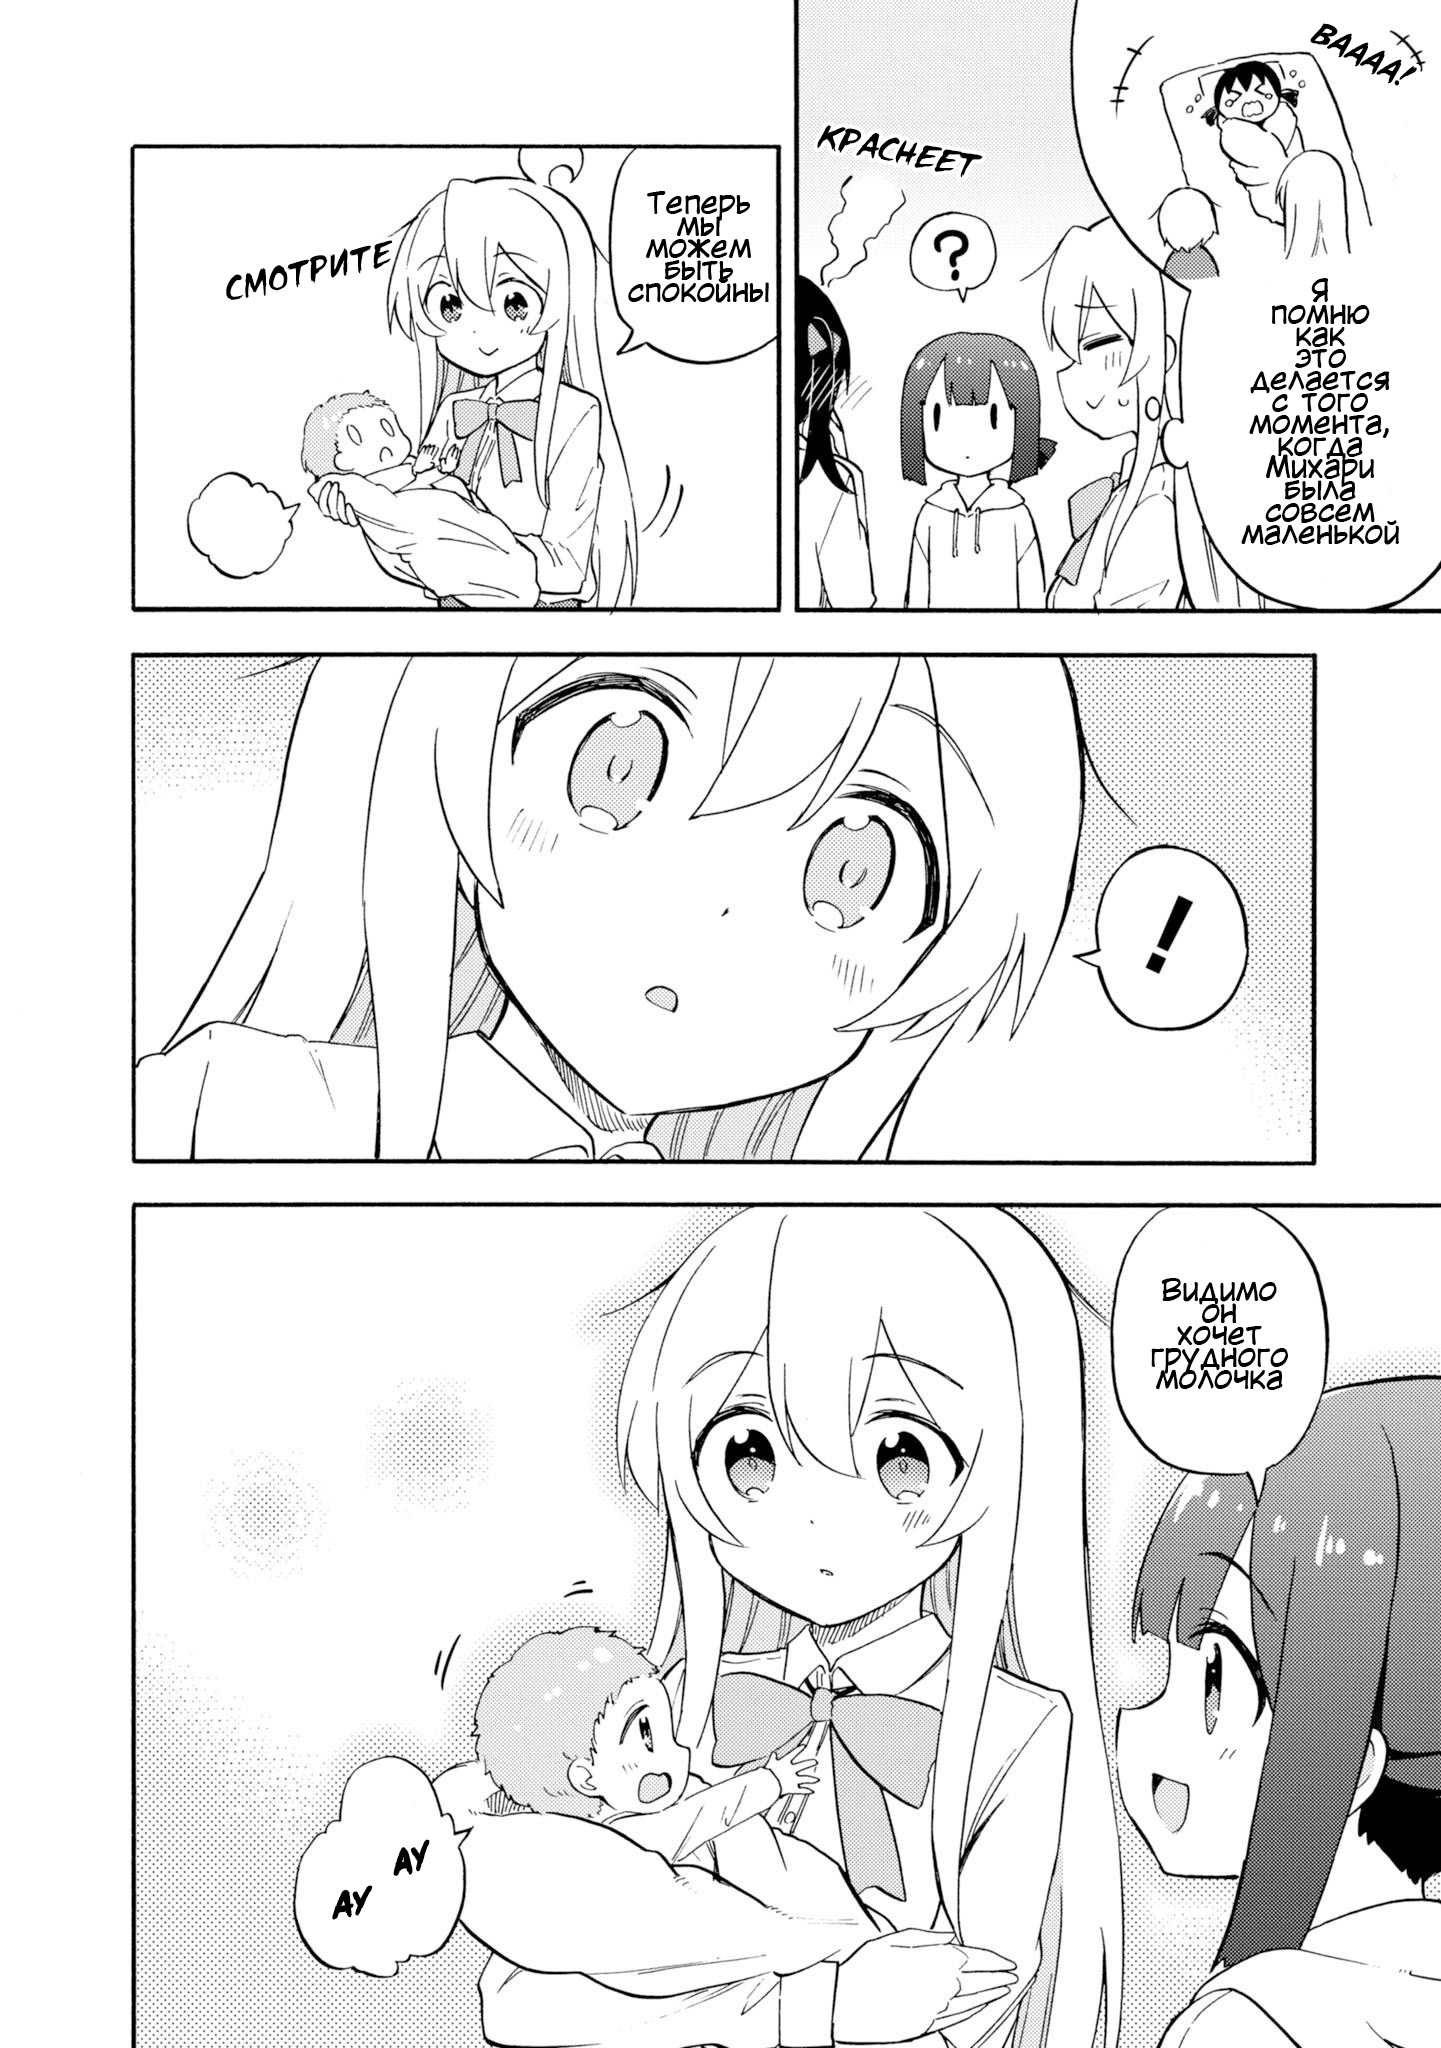 ВАААА!
Я
помню
как
это
делается
с того
момента,
когда
Михари
была
совсем
маленькой
?
КРАСНЕЕТ
Теперь
мы
можем
быть
спокойны
СМОТРИТЕ
!
Видимо
он
хочет
грудного
молочка
АУ
АУ